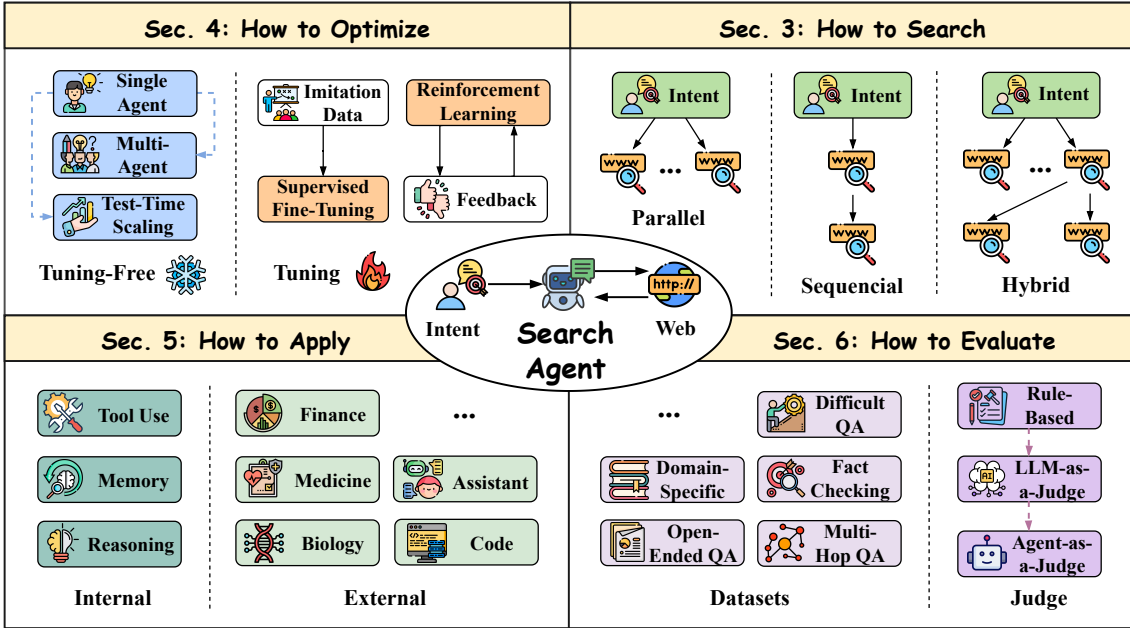 Sec. 4: How to Optimize
Single
Agent
Multi-
Agent
Test-Time
Scaling
Tuning-Free
Imitation
Data
Supervised
Fine-Tuning
Reinforcement
Learning
Feedback
Tuning
Sec. 3: How to Search
Intent
www
...
www
Parallel
Intent
www
www
Sequencial
Intent
www
...
www
www
www
Hybrid
Intent
http://
Web
Search
Agent
Sec. 5: How to Apply
Tool Use
Memory
Reasoning
Internal
Finance
...
Medicine
Assistant
Biology
Code
External
Sec. 6: How to Evaluate
...
Difficult
QA
Domain-
Specific
Fact
Checking
Open-
Ended QA
Multi-
Hop QA
Datasets
Rule-
Based
AI
LLM-as-
a-Judge
Agent-as-
a-Judge
Judge